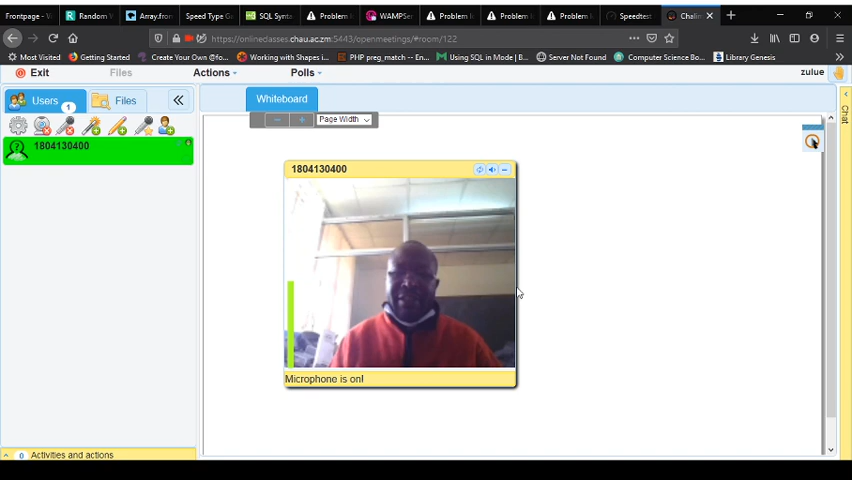 Frontpage -
Random
Array.from
Speed Type G
SQL Synta
Problem l
WAMPSer
Problem l
Problem l
Problem l
Speedtes
Chalim
https://onlineclasses.chau.ac.zm:5443/openmeetings/#room/122
Most Visited
Getting Started
Create Your Own @fo...
Working with Shapes i...
PHP preg_match -- En...
Using SQL in Mode | B...
Server Not Found
Computer Science Bo...
Library Genesis
Exit
Files
Actions
Polls
zulue
Users
1
Files
Whiteboard
Page Width
Chat
1804130400
1804130400
Microphone is on!
0 Activities and actions